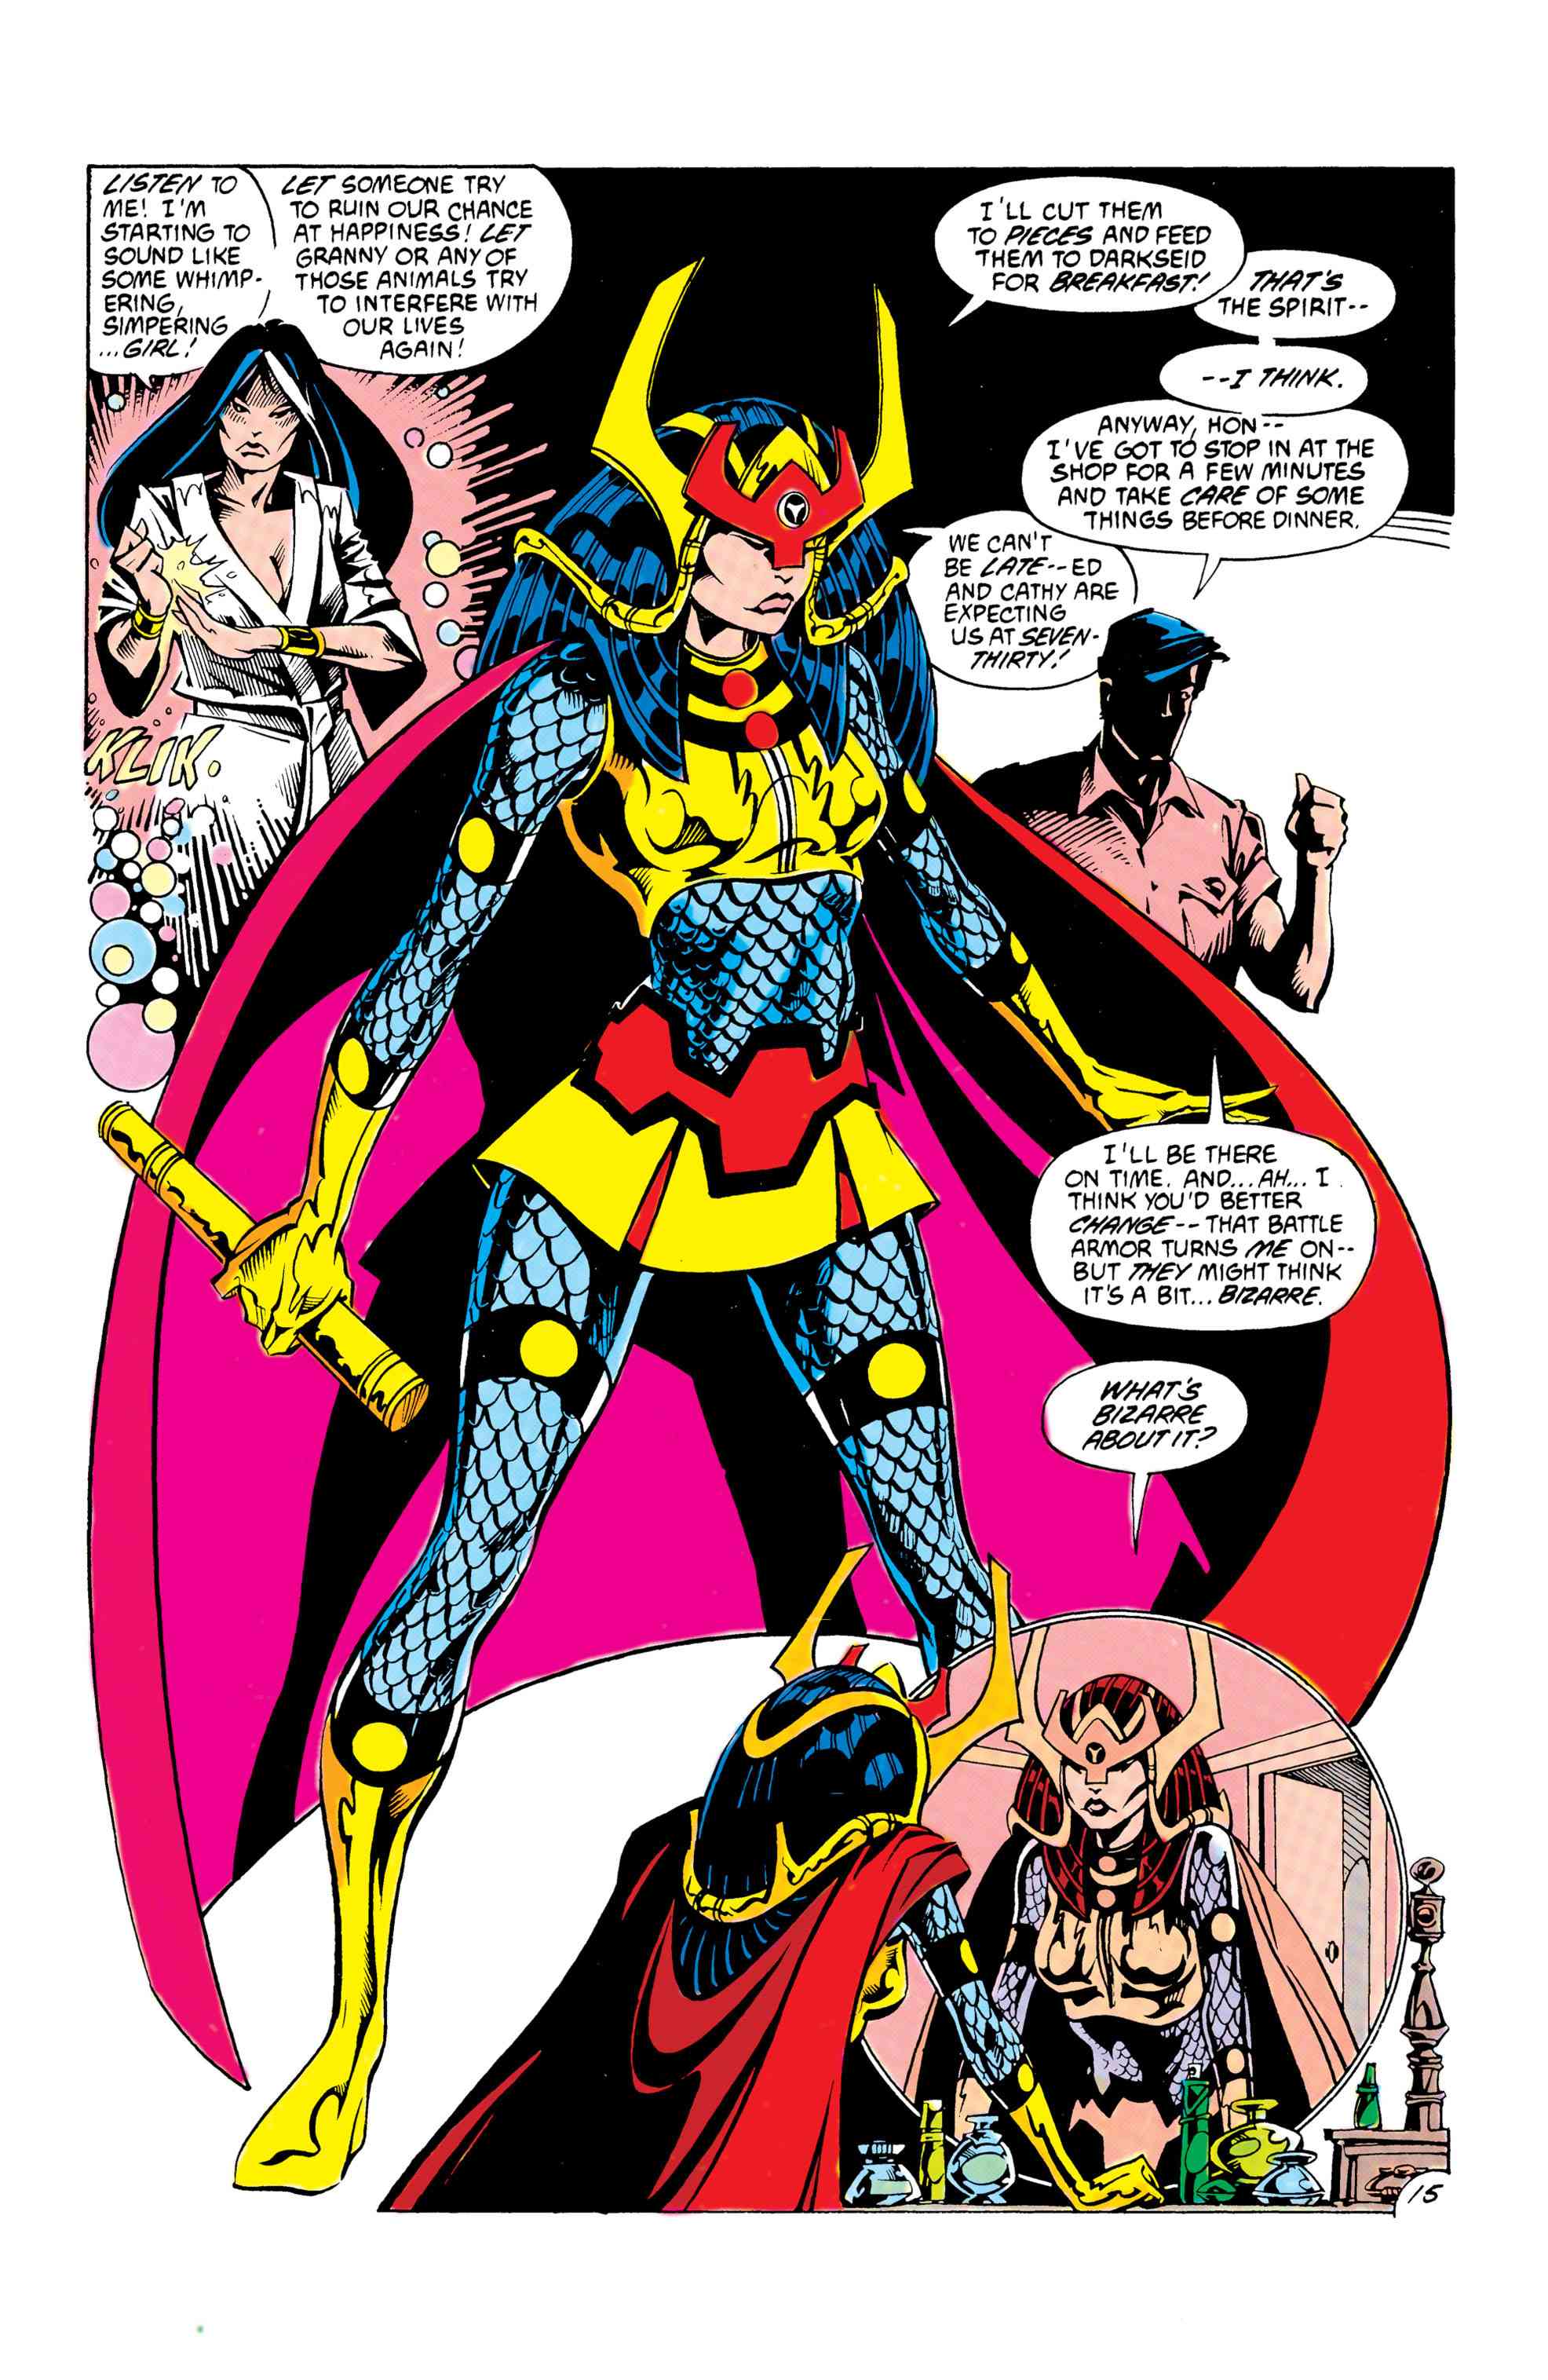 LISTEN TO
ME! I'M
STARTING TO
SOUND LIKE
SOME WHIMP-
ERING,
SIMPERING
...GIRL!
LET SOMEONE TRY
TO RUIN OUR CHANCE
AT HAPPINESS! LET
GRANNY OR ANY OF
THOSE ANIMALS TRY
TO INTERFERE WITH
OUR LIVES
AGAIN!
KLIK.
I'LL CUT THEM
TO PIECES AND FEED
THEM TO DARKSEID
FOR BREAKFAST!
THAT'S
THE SPIRIT--
--I THINK.
ANYWAY, HON--
I'VE GOT TO STOP IN AT THE
SHOP FOR A FEW MINUTES
AND TAKE CARE OF SOME
THINGS BEFORE DINNER.
WE CAN'T
BE LATE--ED
AND CATHY ARE
EXPECTING
US AT SEVEN-
THIRTY!
I'LL BE THERE
ON TIME. AND...AH... I
THINK YOU'D BETTER
CHANGE-- THAT BATTLE
ARMOR TURNS ME ON--
BUT THEY MIGHT THINK
IT'S A BIT... BIZARRE.
WHAT'S
BIZARRE
ABOUT IT?
15